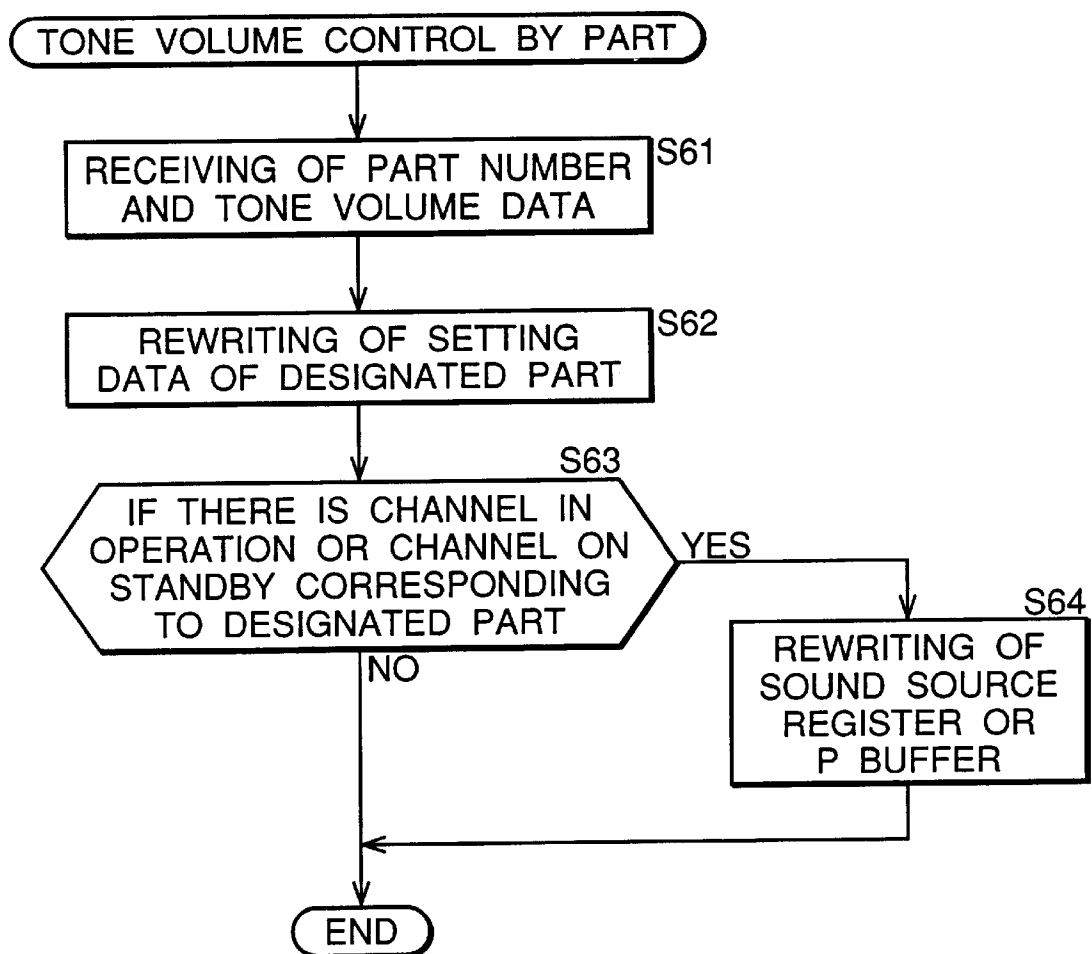 TONE VOLUME CONTROL BY PART
S61
RECEIVING OF PART NUMBER
AND TONE VOLUME DATA
S62
REWRITING OF SETTING
DATA OF DESIGNATED PART
S63
IF THERE IS CHANNEL IN
OPERATION OR CHANNEL ON
STANDBY CORRESPONDING
TO DESIGNATED PART
YES
NO
S64
REWRITING OF
SOUND SOURCE
REGISTER OR
P BUFFER
END